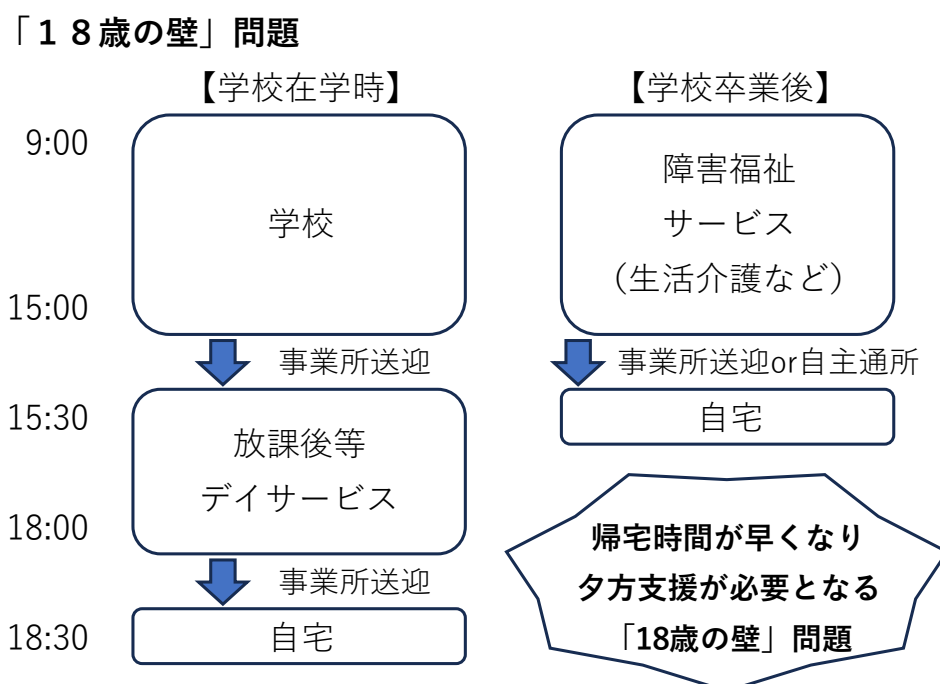 「１８歳の壁」問題
【学校在学時】
【学校卒業後】
9:00
学校
障害福祉
サービス
（生活介護など）
15:00
事業所送迎
事業所送迎or自主通所
15:30
放課後等
デイサービス
自宅
18:00
帰宅時間が早くなり
夕方支援が必要となる
「18歳の壁」問題
事業所送迎
18:30
自宅